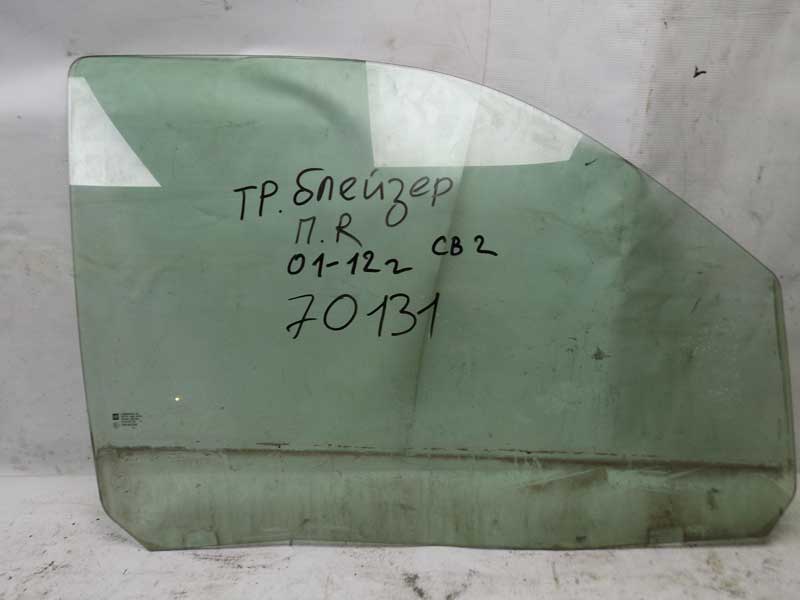 тр. блейзер
П. R
01-12г СВ2
70131